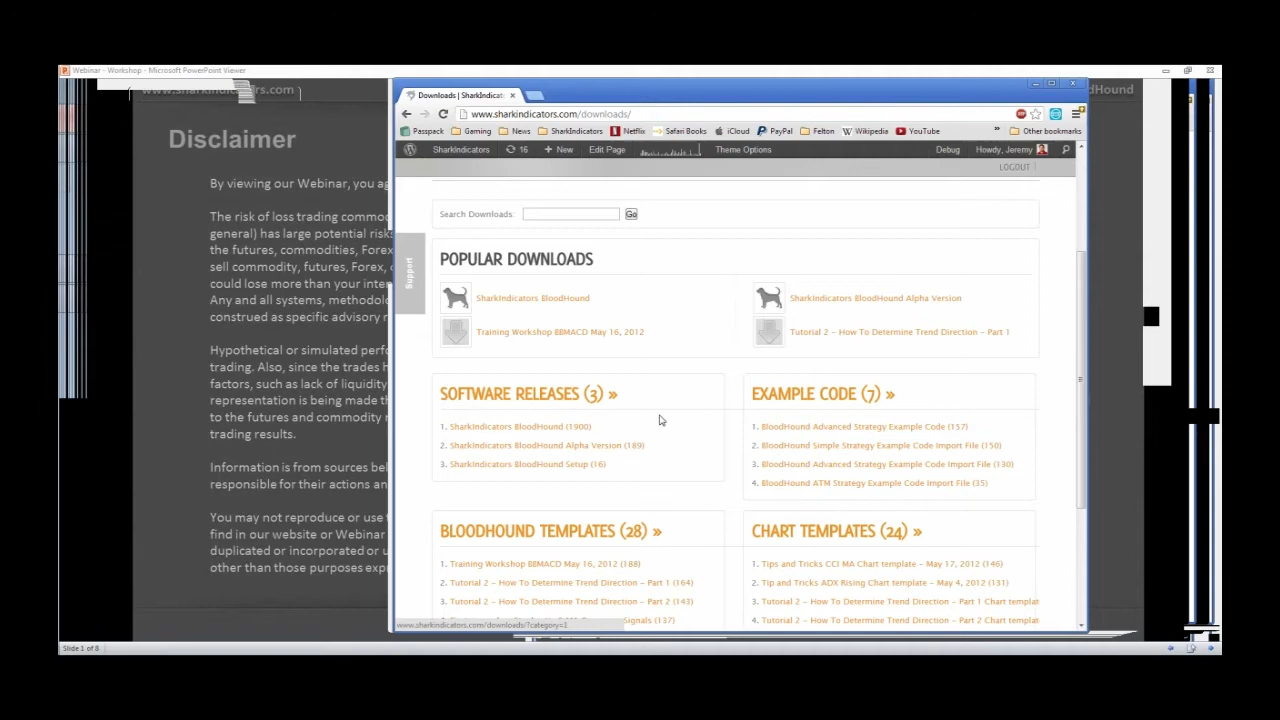 Webinar - Workshop - Microsoft PowerPoint Viewer
www.sharkindicators.com
Hound
Disclaimer
By viewing our Webinar, you ag
The risk of loss trading commod
general) has large potential risks
the futures, commodities, Forex
sell commodity, futures, Forex,
could lose more than your
Any and all systems,
construed as specific advisory
Hypothetical or simulated
trading. Also, since the trades
factors, such as lack of liquidity
representation is being made
to the futures and commodity
trading results.
Information is from sources
responsible for their actions
You may not reproduce or use
find in our website or Webinar
duplicated or incorporated or
other than those purposes
Slide 1 of 8
Downloads | SharkIndicat
www.sharkindicators.com/downloads/
Passpack Gaming News SharkIndicators Netflix Safari Books iCloud PayPal Felton Wikipedia YouTube » Other bookmarks
SharkIndicators 16 + New Edit Page Theme Options Debug Howdy, Jeremy
LOGOUT
Support
Search Downloads: Go
POPULAR DOWNLOADS
SharkIndicators BloodHound
SharkIndicators BloodHound Alpha Version
Training Workshop BBMACD May 16, 2012
Tutorial 2 – How To Determine Trend Direction – Part 1
SOFTWARE RELEASES (3) »
1. SharkIndicators BloodHound (1900)
2. SharkIndicators BloodHound Alpha Version (189)
3. SharkIndicators BloodHound Setup (16)
EXAMPLE CODE (7) »
1. BloodHound Advanced Strategy Example Code (157)
2. BloodHound Simple Strategy Example Code Import File (150)
3. BloodHound Advanced Strategy Example Code Import File (130)
4. BloodHound ATM Strategy Example Code Import File (35)
BLOODHOUND TEMPLATES (28) »
1. Training Workshop BBMACD May 16, 2012 (188)
2. Tutorial 2 – How To Determine Trend Direction – Part 1 (164)
3. Tutorial 2 – How To Determine Trend Direction – Part 2 (143)
Signals (137)
CHART TEMPLATES (24) »
1. Tips and Tricks CCI MA Chart template – May 17, 2012 (146)
2. Tip and Tricks ADX Rising Chart template – May 4, 2012 (131)
3. Tutorial 2 – How To Determine Trend Direction – Part 1 Chart templat
4. Tutorial 2 – How To Determine Trend Direction – Part 2 Chart templat
www.sharkindicators.com/downloads/?category=1